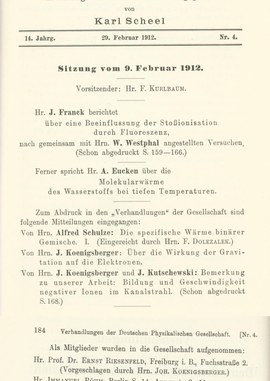 von
Karl Scheel
14. Jahrg. 29. Februar 1912. Nr. 4.
Sitzung vom 9. Februar 1912.
Vorsitzender: Hr. F. KURLBAUM.
Hr. J. Franck berichtet
über eine Beeinflussung der Stoßionisation
durch Fluoreszenz,
nach gemeinsam mit Hrn. W. Westphal angestellten Versuchen.
(Schon abgedruckt S. 159—166.)
Ferner spricht Hr. A. Eucken über die
Molekularwärme
des Wasserstoffs bei tiefen Temperaturen.
Zum Abdruck in den „Verhandlungen“ der Gesellschaft sind
folgende Mitteilungen eingegangen:
Von Hrn. Alfred Schulze: Die spezifische Wärme binärer
Gemische. I. (Eingereicht durch Hrn. F. DOLEZALEK.)
Von Hrn. J. Koenigsberger: Über die Wirkung der Gravi-
tation auf die Elektronen.
Von Hrn. J. Koenigsberger und J. Kutschewski: Bemerkung
zu unserer Arbeit: Bildung und Geschwindigkeit
negativer Ionen im Kanalstrahl. (Schon abgedruckt
S. 168.)
184 Verhandlungen der Deutschen Physikalischen Gesellschaft. [Nr. 4.
Als Mitglieder wurden in die Gesellschaft aufgenommen:
Hr. Prof. Dr. ERNST RIESENFELD, Freiburg i. B., Fuchsstraße 2.
(Vorgeschlagen durch Hrn. JOH. KOENIGSBERGER.)